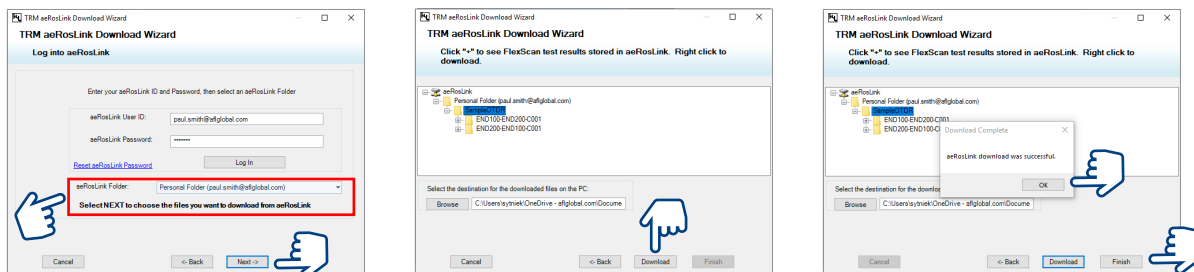 TRM aeRosLink Download Wizard
TRM aeRosLink Download Wizard
Log into aeRosLink
Enter your aeRosLink ID and Password, then select an aeRosLink Folder
aeRosLink User ID:
paul.smith@aflglobal.com
aeRosLink Password:
*******
Reset aeRosLink Password
Log In
aeRosLink Folder:
Personal Folder (paul.smith@aflglobal.com)
Select NEXT to choose the files you want to download from aeRosLink
Cancel
<- Back
Next ->
TRM aeRosLink Download Wizard
TRM aeRosLink Download Wizard
Click "+" to see FlexScan test results stored in aeRosLink. Right click to
download.
aeRosLink
Personal Folder (paul.smith@aflglobal.com)
SampleOTDR
END100-END200-C001
END200-END100-C001
Select the destination for the downloaded files on the PC:
Browse
C:\Users\sytniek\OneDrive - aflglobal.com\Docume
Cancel
<- Back
Download
Finish
TRM aeRosLink Download Wizard
TRM aeRosLink Download Wizard
Click "+" to see FlexScan test results stored in aeRosLink. Right click to
download.
aeRosLink
Personal Folder (paul.smith@aflglobal.com)
SampleOTDR
END100-END200-C001
END200-END100-C0
Download Complete
aeRosLink download was successful.
OK
Select the destination for the downloa
Browse
C:\Users\sytniek\OneDrive - aflglobal.com\Docume
Cancel
<- Back
Download
Finish